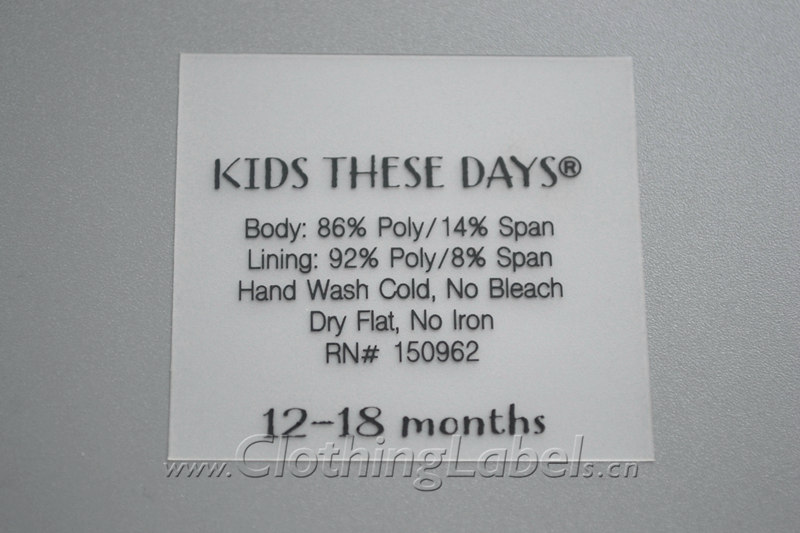 KIDS THESE DAYS®
Body: 86% Poly/14% Span
Lining: 92% Poly/8% Span
Hand Wash Cold, No Bleach
Dry Flat, No Iron
RN# 150962
12-18 months
www.ClothingLabels.cn